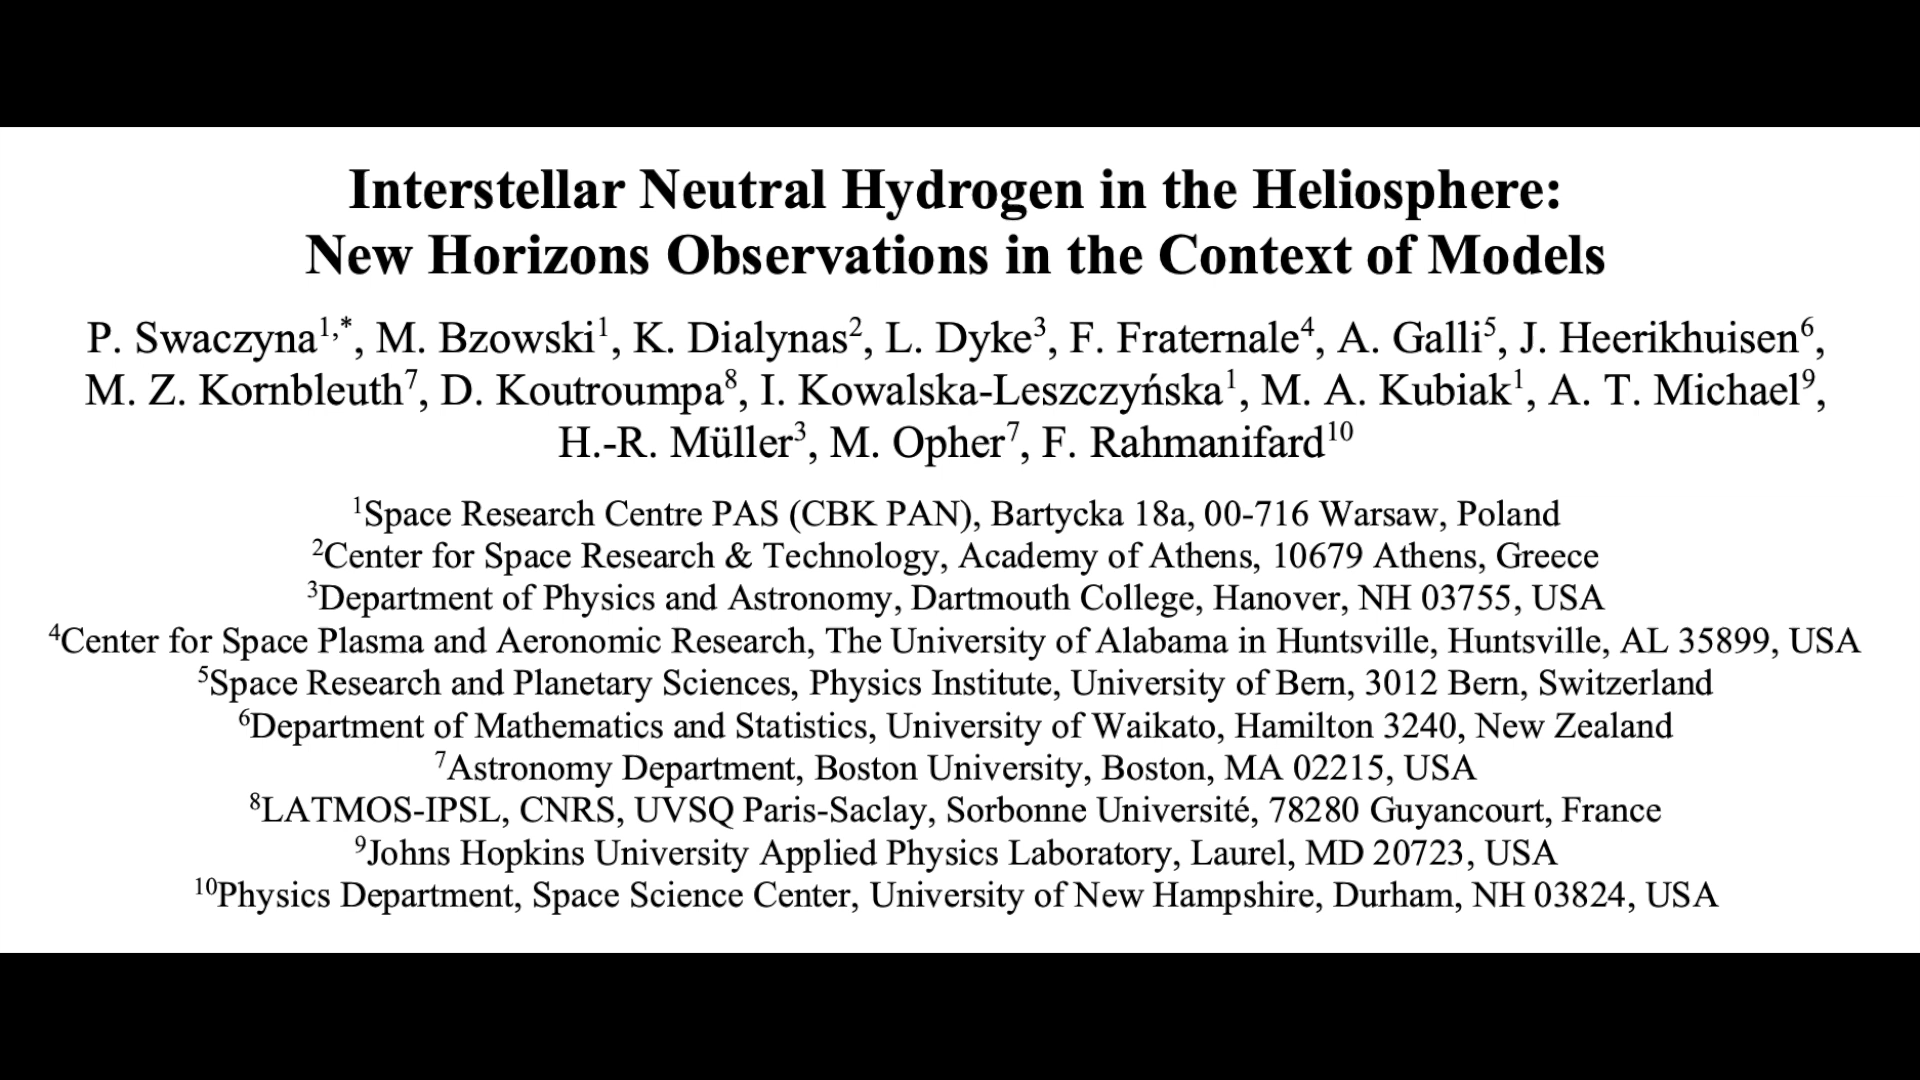 Interstellar Neutral Hydrogen in the Heliosphere:
New Horizons Observations in the Context of Models
P. Swaczyna1,*, M. Bzowski1, K. Dialynas2, L. Dyke3, F. Fraternale4, A. Galli5, J. Heerikhuisen6,
M. Z. Kornbleuth7, D. Koutroumpa8, I. Kowalska-Leszczyńska1, M. A. Kubiak1, A. T. Michael9,
H.-R. Müller3, M. Opher7, F. Rahmanifard10
1Space Research Centre PAS (CBK PAN), Bartycka 18a, 00-716 Warsaw, Poland
2Center for Space Research & Technology, Academy of Athens, 10679 Athens, Greece
3Department of Physics and Astronomy, Dartmouth College, Hanover, NH 03755, USA
4Center for Space Plasma and Aeronomic Research, The University of Alabama in Huntsville, Huntsville, AL 35899, USA
5Space Research and Planetary Sciences, Physics Institute, University of Bern, 3012 Bern, Switzerland
6Department of Mathematics and Statistics, University of Waikato, Hamilton 3240, New Zealand
7Astronomy Department, Boston University, Boston, MA 02215, USA
8LATMOS-IPSL, CNRS, UVSQ Paris-Saclay, Sorbonne Université, 78280 Guyancourt, France
9Johns Hopkins University Applied Physics Laboratory, Laurel, MD 20723, USA
10Physics Department, Space Science Center, University of New Hampshire, Durham, NH 03824, USA